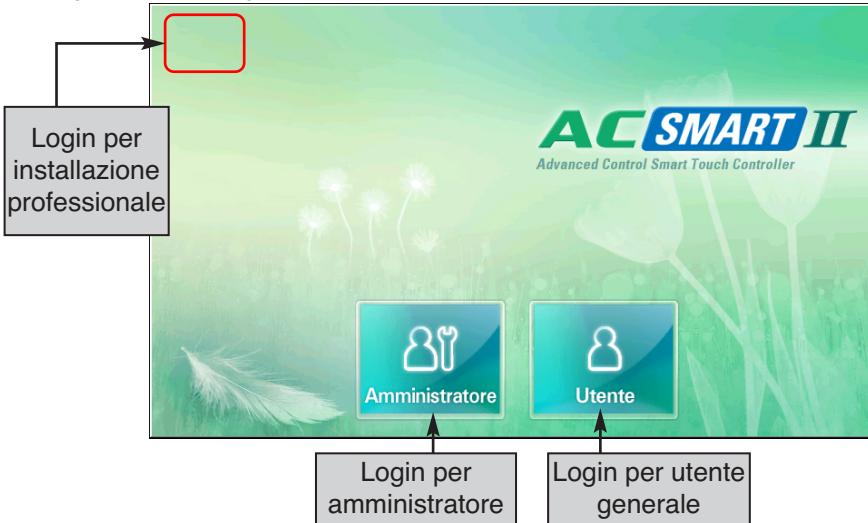 Login per
installazione
professionale
AC SMART II
Advanced Control Smart Touch Controller
Amministratore
Utente
Login per
amministratore
Login per utente
generale